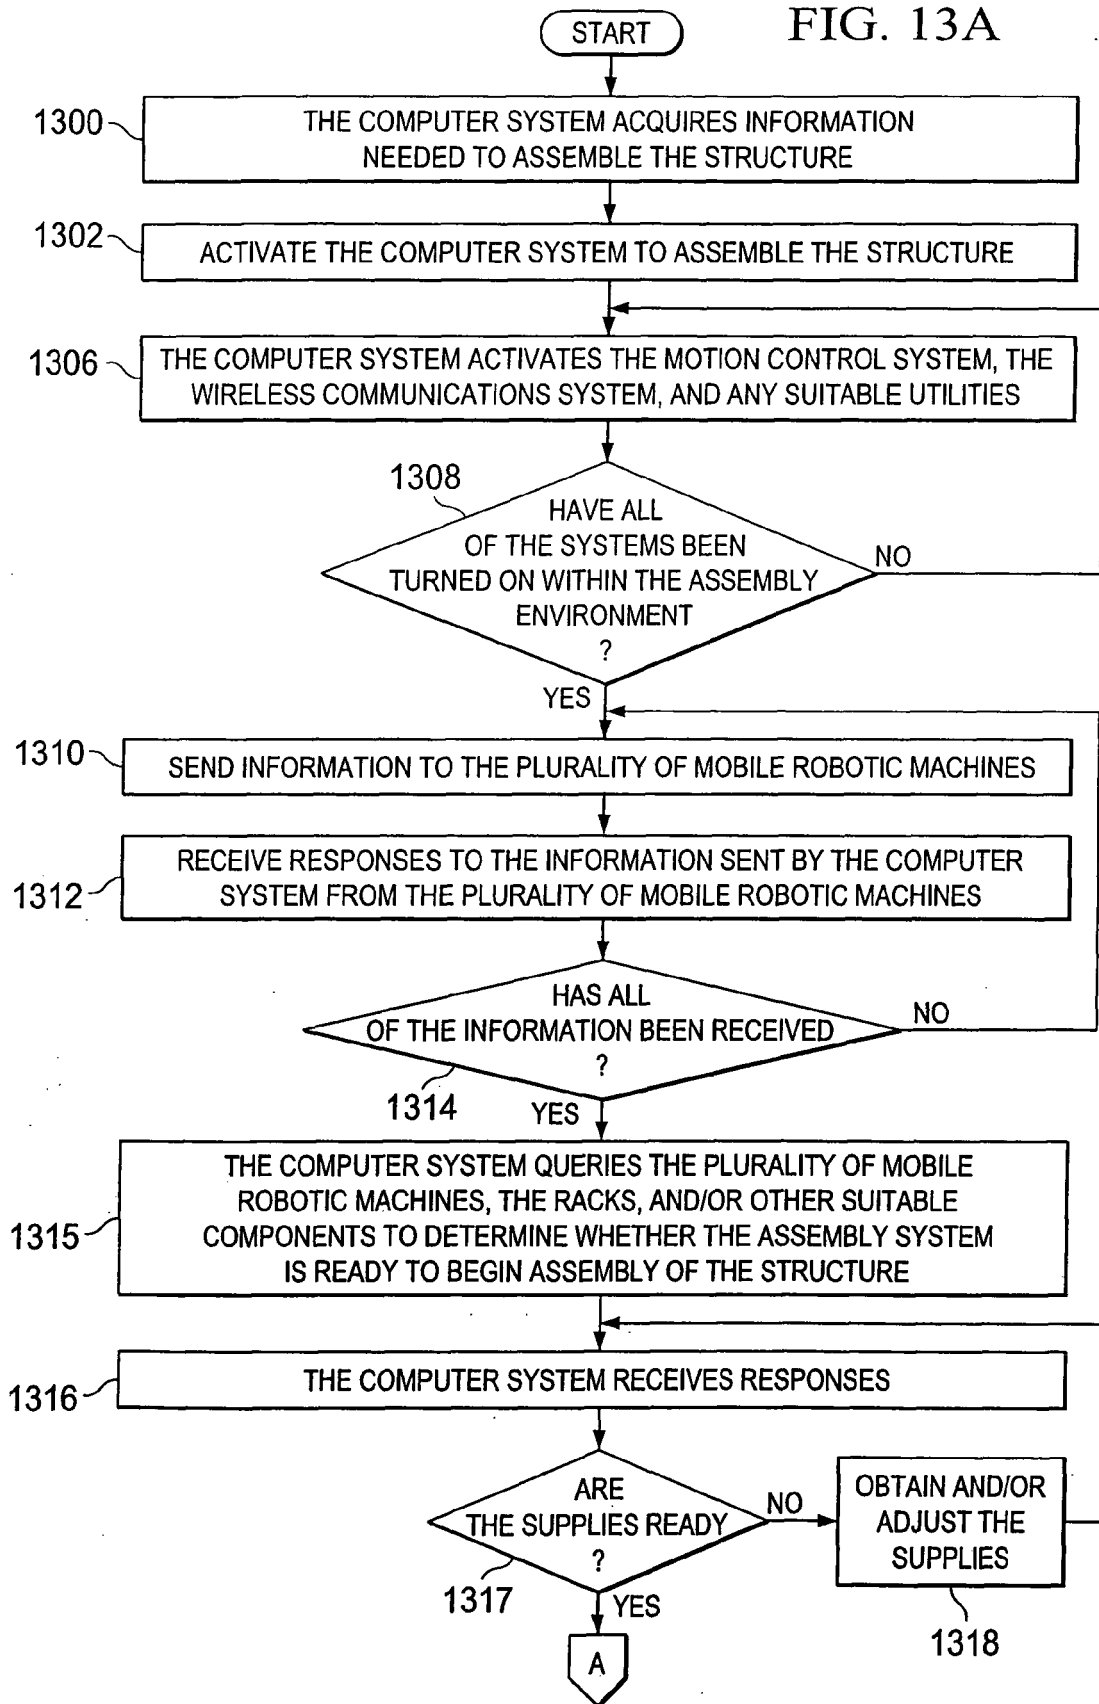 FIG. 13A
START
1300
THE COMPUTER SYSTEM ACQUIRES INFORMATION
NEEDED TO ASSEMBLE THE STRUCTURE
1302
ACTIVATE THE COMPUTER SYSTEM TO ASSEMBLE THE STRUCTURE
1306
THE COMPUTER SYSTEM ACTIVATES THE MOTION CONTROL SYSTEM, THE
WIRELESS COMMUNICATIONS SYSTEM, AND ANY SUITABLE UTILITIES
1308
HAVE ALL
OF THE SYSTEMS BEEN
TURNED ON WITHIN THE ASSEMBLY
ENVIRONMENT
?
NO
YES
1310
SEND INFORMATION TO THE PLURALITY OF MOBILE ROBOTIC MACHINES
1312
RECEIVE RESPONSES TO THE INFORMATION SENT BY THE COMPUTER
SYSTEM FROM THE PLURALITY OF MOBILE ROBOTIC MACHINES
HAS ALL
OF THE INFORMATION BEEN RECEIVED
?
NO
1314
YES
1315
THE COMPUTER SYSTEM QUERIES THE PLURALITY OF MOBILE
ROBOTIC MACHINES, THE RACKS, AND/OR OTHER SUITABLE
COMPONENTS TO DETERMINE WHETHER THE ASSEMBLY SYSTEM
IS READY TO BEGIN ASSEMBLY OF THE STRUCTURE
1316
THE COMPUTER SYSTEM RECEIVES RESPONSES
ARE
THE SUPPLIES READY
?
NO
1317
YES
OBTAIN AND/OR
ADJUST THE
SUPPLIES
1318
A